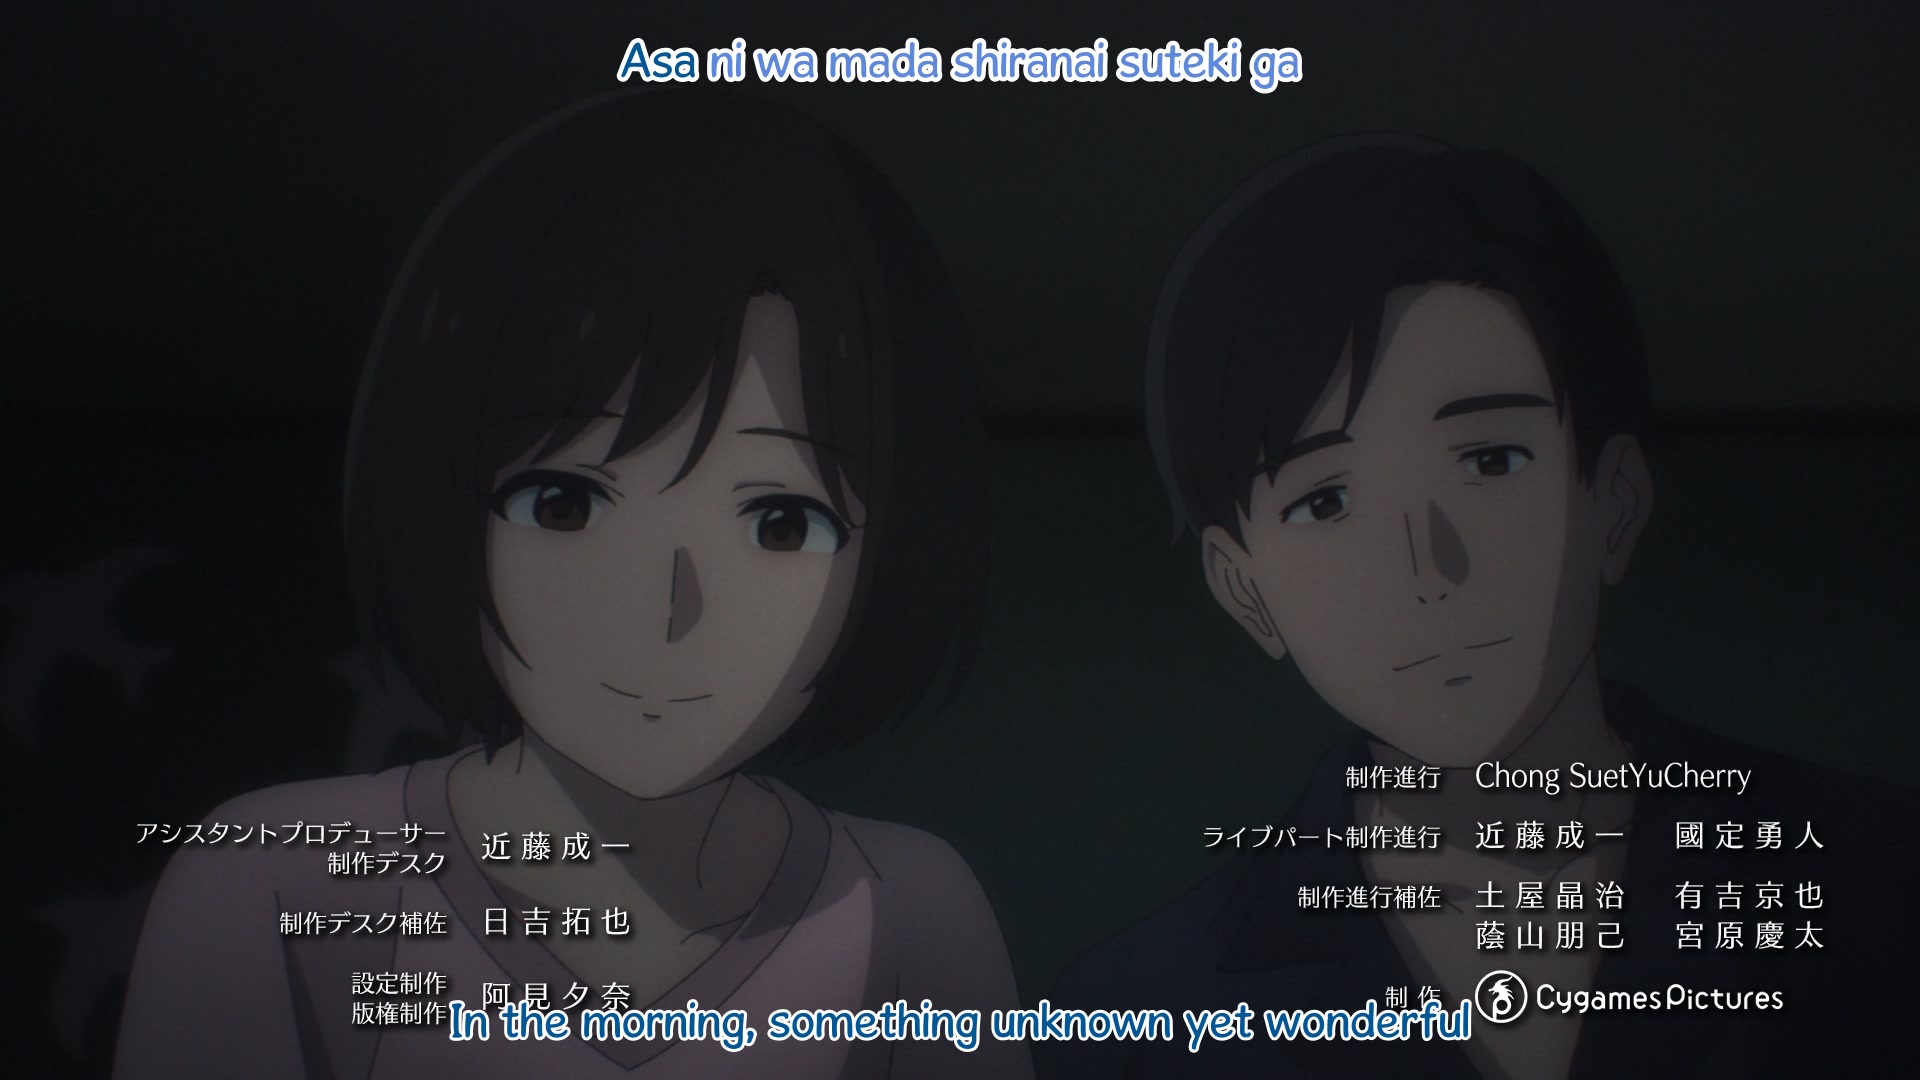 Asa ni wa mada shiranai suteki ga
アシスタントプロデューサー
制作デスク
近藤成一
制作デスク補佐 日吉拓也
設定制作
版権制作
阿見夕奈
制作進行 Chong SuetYuCherry
ライブパート制作進行 近藤成一 國定勇人
制作進行補佐 土屋晶治 有吉京也
蔭山朋己 宮原慶太
制作 CygamesPictures
In the morning, something unknown yet wonderful